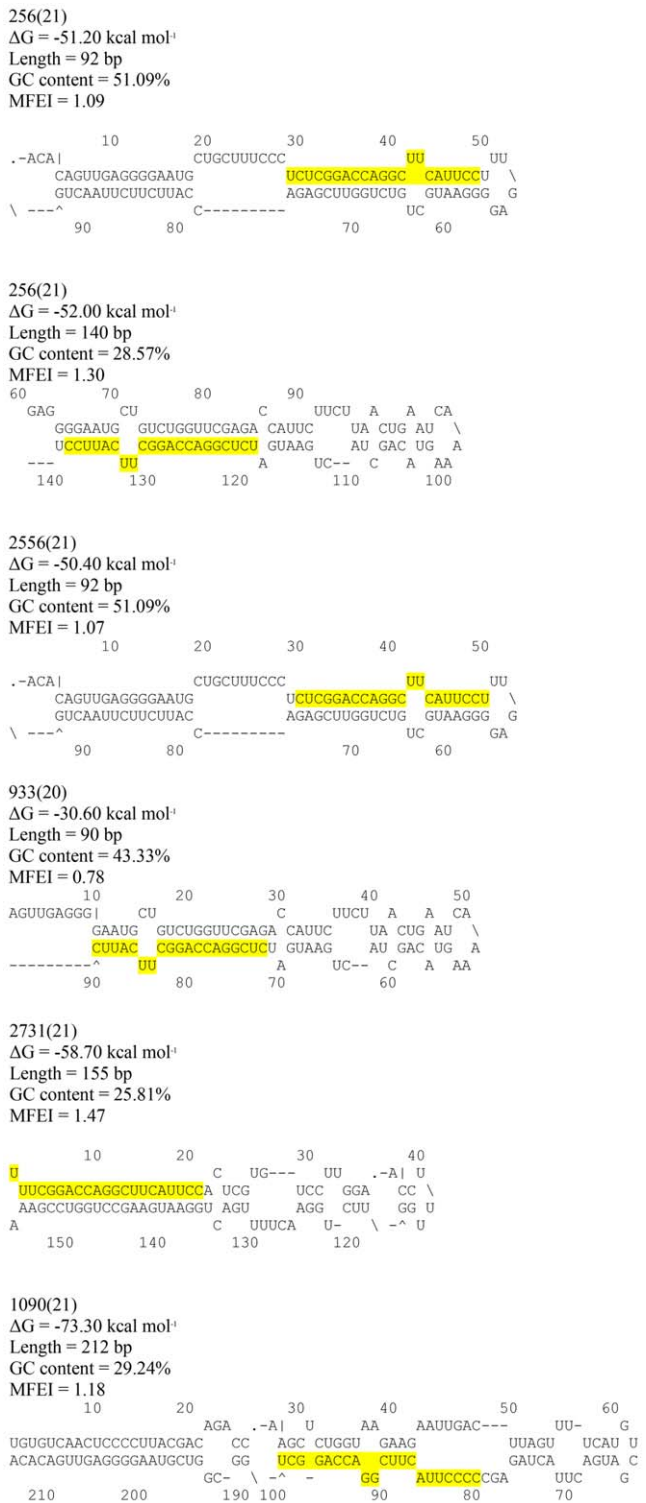 256(21)
ΔG = -51.20 kcal mol-1
Length = 92 bp
GC content = 51.09%
MFEI = 1.09
10 20 30 40 50
.-ACA| CUGCUUUCCC UU UU
CAGUUGAGGGGAAUG UCUCGGACCAGGC CAUUCCU \
GUCAAUUCUUCUUAC AGAGCUUGGUCUG GUAAGGG G
\ ---^ C--------- UC GA
90 80 70 60
256(21)
ΔG = -52.00 kcal mol-1
Length = 140 bp
GC content = 28.57%
MFEI = 1.30
60 70 80 90
GAG CU C UUCU A A CA
GGGAAUG GUCUGGUUCGAGA CAUUC UA CUG AU \
UCCUUAC CGGACCAGGCUCU GUAAG AU GAC UG A
--- UU A UC-- C A AA
140 130 120 110 100
2556(21)
ΔG = -50.40 kcal mol-1
Length = 92 bp
GC content = 51.09%
MFEI = 1.07
10 20 30 40 50
.-ACA| CUGCUUUCCC UU UU
CAGUUGAGGGGAAUG UCUCGGACCAGGC CAUUCCU \
GUCAAUUCUUCUUAC AGAGCUUGGUCUG GUAAGGG G
\ ---^ C--------- UC GA
90 80 70 60
933(20)
ΔG = -30.60 kcal mol-1
Length = 90 bp
GC content = 43.33%
MFEI = 0.78
10 20 30 40 50
AGUUGAGGG| CU C UUCU A A CA
GAAUG GUCUGGUUCGAGA CAUUC UA CUG AU \
CUUAC CGGACCAGGCUCU GUAAG AU GAC UG A
---------^ UU A UC-- C A AA
90 80 70 60
2731(21)
ΔG = -58.70 kcal mol-1
Length = 155 bp
GC content = 25.81%
MFEI = 1.47
10 20 30 40
U C UG--- UU .-A| U
UUCGGACCAGGCUUCAUUCCA UCG UCC GGA CC \
AAGCCUGGUCCGAAGUAAGGU AGU AGG CUU GG U
A C UUUCA U- \ -^ U
150 140 130 120
1090(21)
ΔG = -73.30 kcal mol-1
Length = 212 bp
GC content = 29.24%
MFEI = 1.18
10 20 30 40 50 60
AGA .-A| U AA AAUUGAC--- UU- G
UGUGUCAACUCCCCUUACGAC CC AGC CUGGU GAAG UUAGU UCAU U
ACACAGUUGAGGGGAAUGCUG GG UCG GACCA CUUC GAUCA AGUA C
GC- \ -^ - GG AUUCCCCCGA UUC G
210 200 190 100 90 80 70